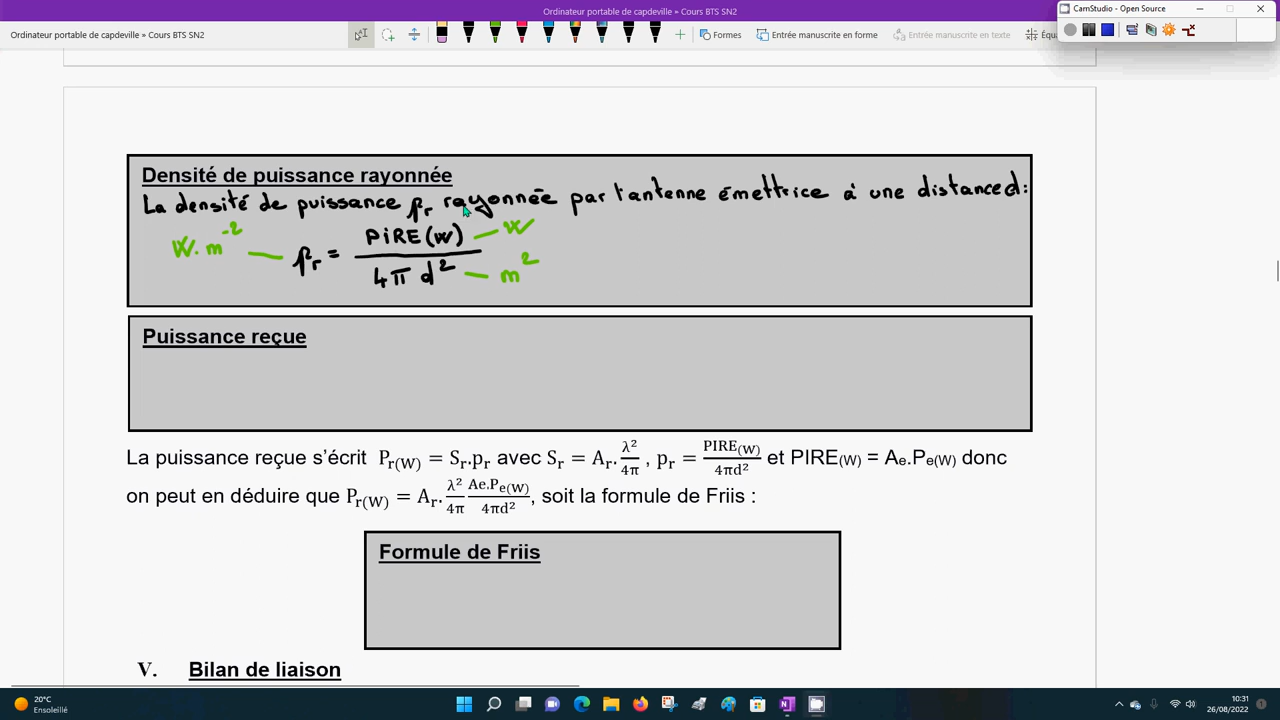 Ordinateur portable de capdeville » Cours BTS SN2
CamStudio - Open Source
Ordinateur portable de capdeville » Cours BTS SN2
Formes
Entrée manuscrite en forme
Entrée manuscrite en texte
Densité de puissance rayonnée
La densité de puissance pr rayonnée par l'antenne émettrice à une distance d:
W.m⁻² — pr = PiRE(W) / 4π d² — W — m²
Puissance reçue
La puissance reçue s'écrit Pr(W) = Sr.pr avec Sr = Ar.λ²/4π , pr = PIRE(W)/4πd² et PIRE(W) = Ae.Pe(W) donc
on peut en déduire que Pr(W) = Ar.λ²/4π Ae.Pe(W)/4πd², soit la formule de Friis :
Formule de Friis
V. Bilan de liaison
20°C
Ensoleillé
10:31
26/08/2022